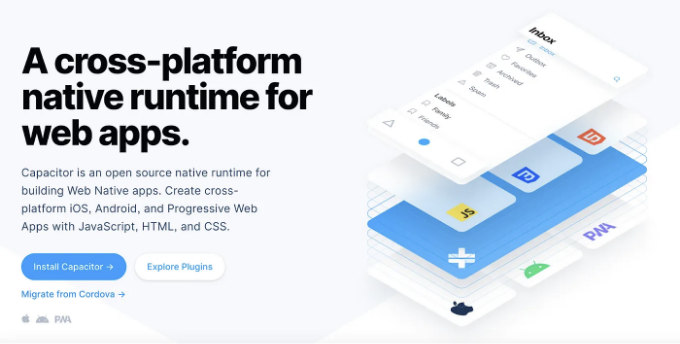 A cross-platform
native runtime for
web apps.
Capacitor is an open source native runtime for
building Web Native apps. Create cross-
platform iOS, Android, and Progressive Web
Apps with JavaScript, HTML, and CSS.
Install Capacitor →
Explore Plugins
Migrate from Cordova →
PWA
Inbox
Inbox
Outbox
Favorites
Archived
Trash
Spam
Labels
Family
Friends
JS
PWA